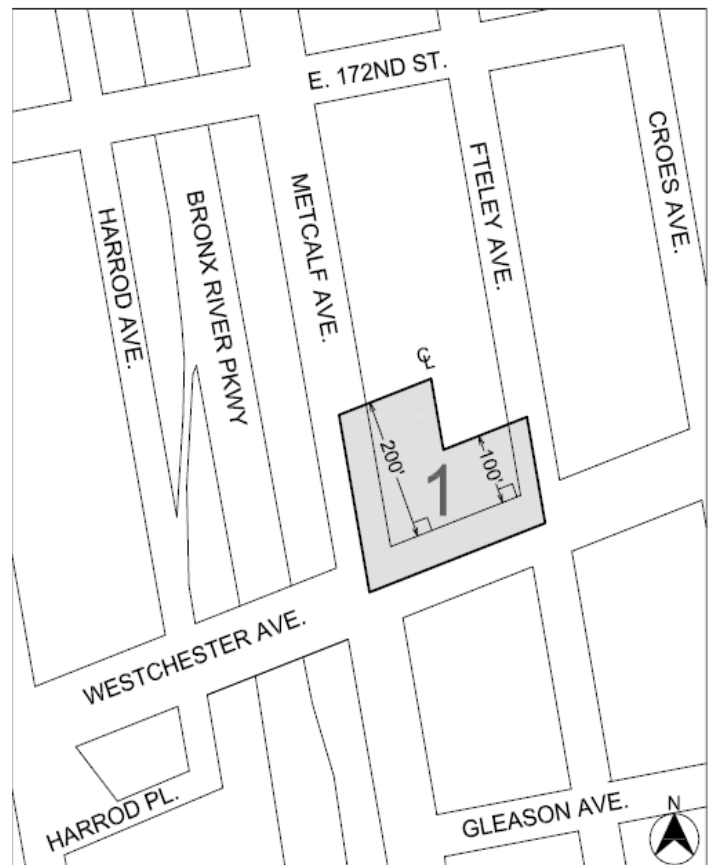 E. 172ND ST.
CROES AVE.
FTELEY AVE.
METCALF AVE.
BRONX RIVER PKWY
HARROD AVE.
℄
200'
100'
1
WESTCHESTER AVE.
HARROD PL.
GLEASON AVE.
N